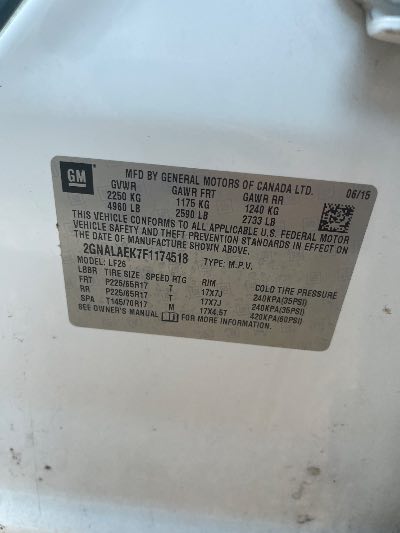 GM
MFD BY GENERAL MOTORS OF CANADA LTD. 06/15
GVWR GAWR FRT GAWR RR
2250 KG 1175 KG 1240 KG
4960 LB 2590 LB 2733 LB
THIS VEHICLE CONFORMS TO ALL APPLICABLE U.S. FEDERAL MOTOR
VEHICLE SAFETY, THEFT PREVENTION STANDARDS IN EFFECT ON
THE DATE OF MANUFACTURE SHOWN ABOVE.
2GNALAEK7F1174518 TYPE: M.P.V.
MODEL: LF26
LBBR TIRE SIZE SPEED RTG RIM COLD TIRE PRESSURE
FRT P225/65R17 T 17X7J 240KPA(35PSI)
RR P225/65R17 T 17X7J 240KPA(35PSI)
SPA T145/70R17 M 17X4.5T 420KPA(60PSI)
SEE OWNER'S MANUAL FOR MORE INFORMATION.